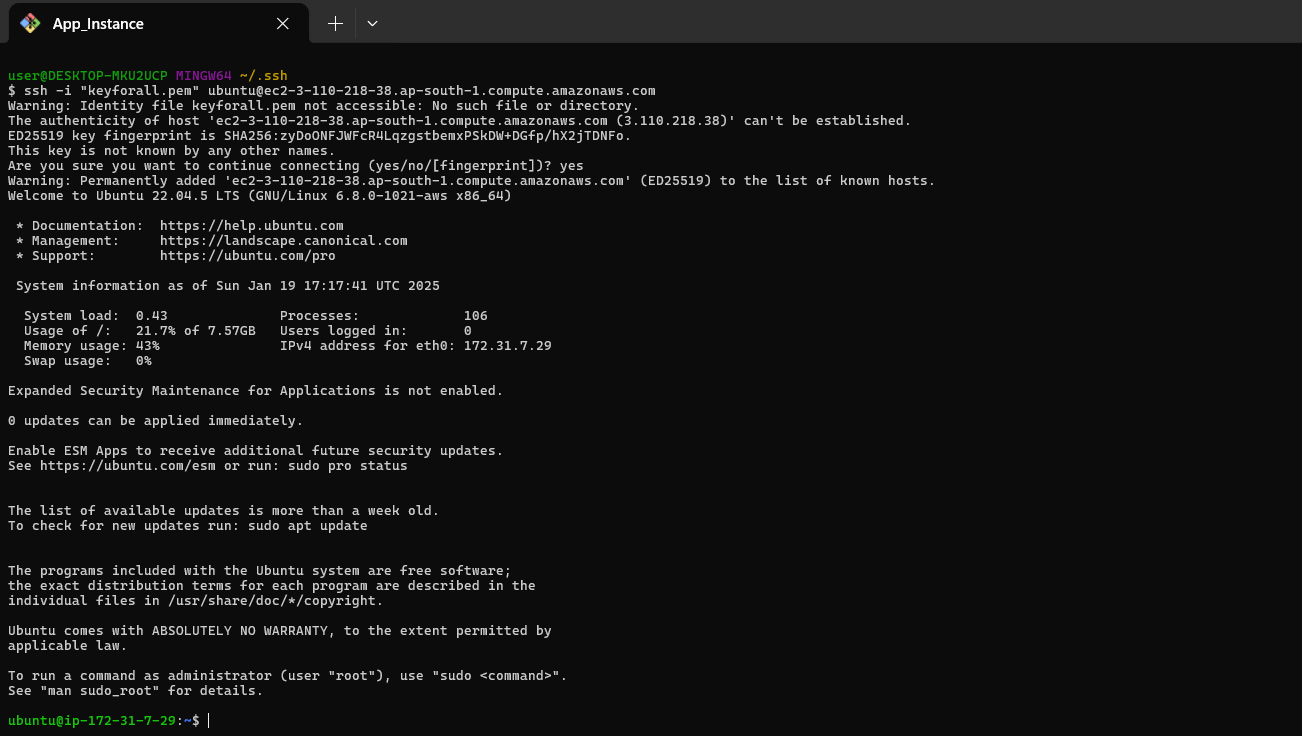 App_Instance
user@DESKTOP-MKU2UCP MINGW64 ~/.ssh
$ ssh -i "keyforall.pem" ubuntu@ec2-3-110-218-38.ap-south-1.compute.amazonaws.com
Warning: Identity file keyforall.pem not accessible: No such file or directory.
The authenticity of host 'ec2-3-110-218-38.ap-south-1.compute.amazonaws.com (3.110.218.38)' can't be established.
ED25519 key fingerprint is SHA256:zyDoONFJWFcR4LqzgstbemxPSkDW+DGfp/hX2jTDNFo.
This key is not known by any other names.
Are you sure you want to continue connecting (yes/no/[fingerprint])? yes
Warning: Permanently added 'ec2-3-110-218-38.ap-south-1.compute.amazonaws.com' (ED25519) to the list of known hosts.
Welcome to Ubuntu 22.04.5 LTS (GNU/Linux 6.8.0-1021-aws x86_64)

 * Documentation:  https://help.ubuntu.com
 * Management:     https://landscape.canonical.com
 * Support:        https://ubuntu.com/pro

 System information as of Sun Jan 19 17:17:41 UTC 2025

  System load:  0.43              Processes:             106
  Usage of /:   21.7% of 7.57GB   Users logged in:       0
  Memory usage: 43%               IPv4 address for eth0: 172.31.7.29
  Swap usage:   0%

Expanded Security Maintenance for Applications is not enabled.

0 updates can be applied immediately.

Enable ESM Apps to receive additional future security updates.
See https://ubuntu.com/esm or run: sudo pro status

The list of available updates is more than a week old.
To check for new updates run: sudo apt update

The programs included with the Ubuntu system are free software;
the exact distribution terms for each program are described in the
individual files in /usr/share/doc/*/copyright.

Ubuntu comes with ABSOLUTELY NO WARRANTY, to the extent permitted by
applicable law.

To run a command as administrator (user "root"), use "sudo <command>".
See "man sudo_root" for details.

ubuntu@ip-172-31-7-29:~$